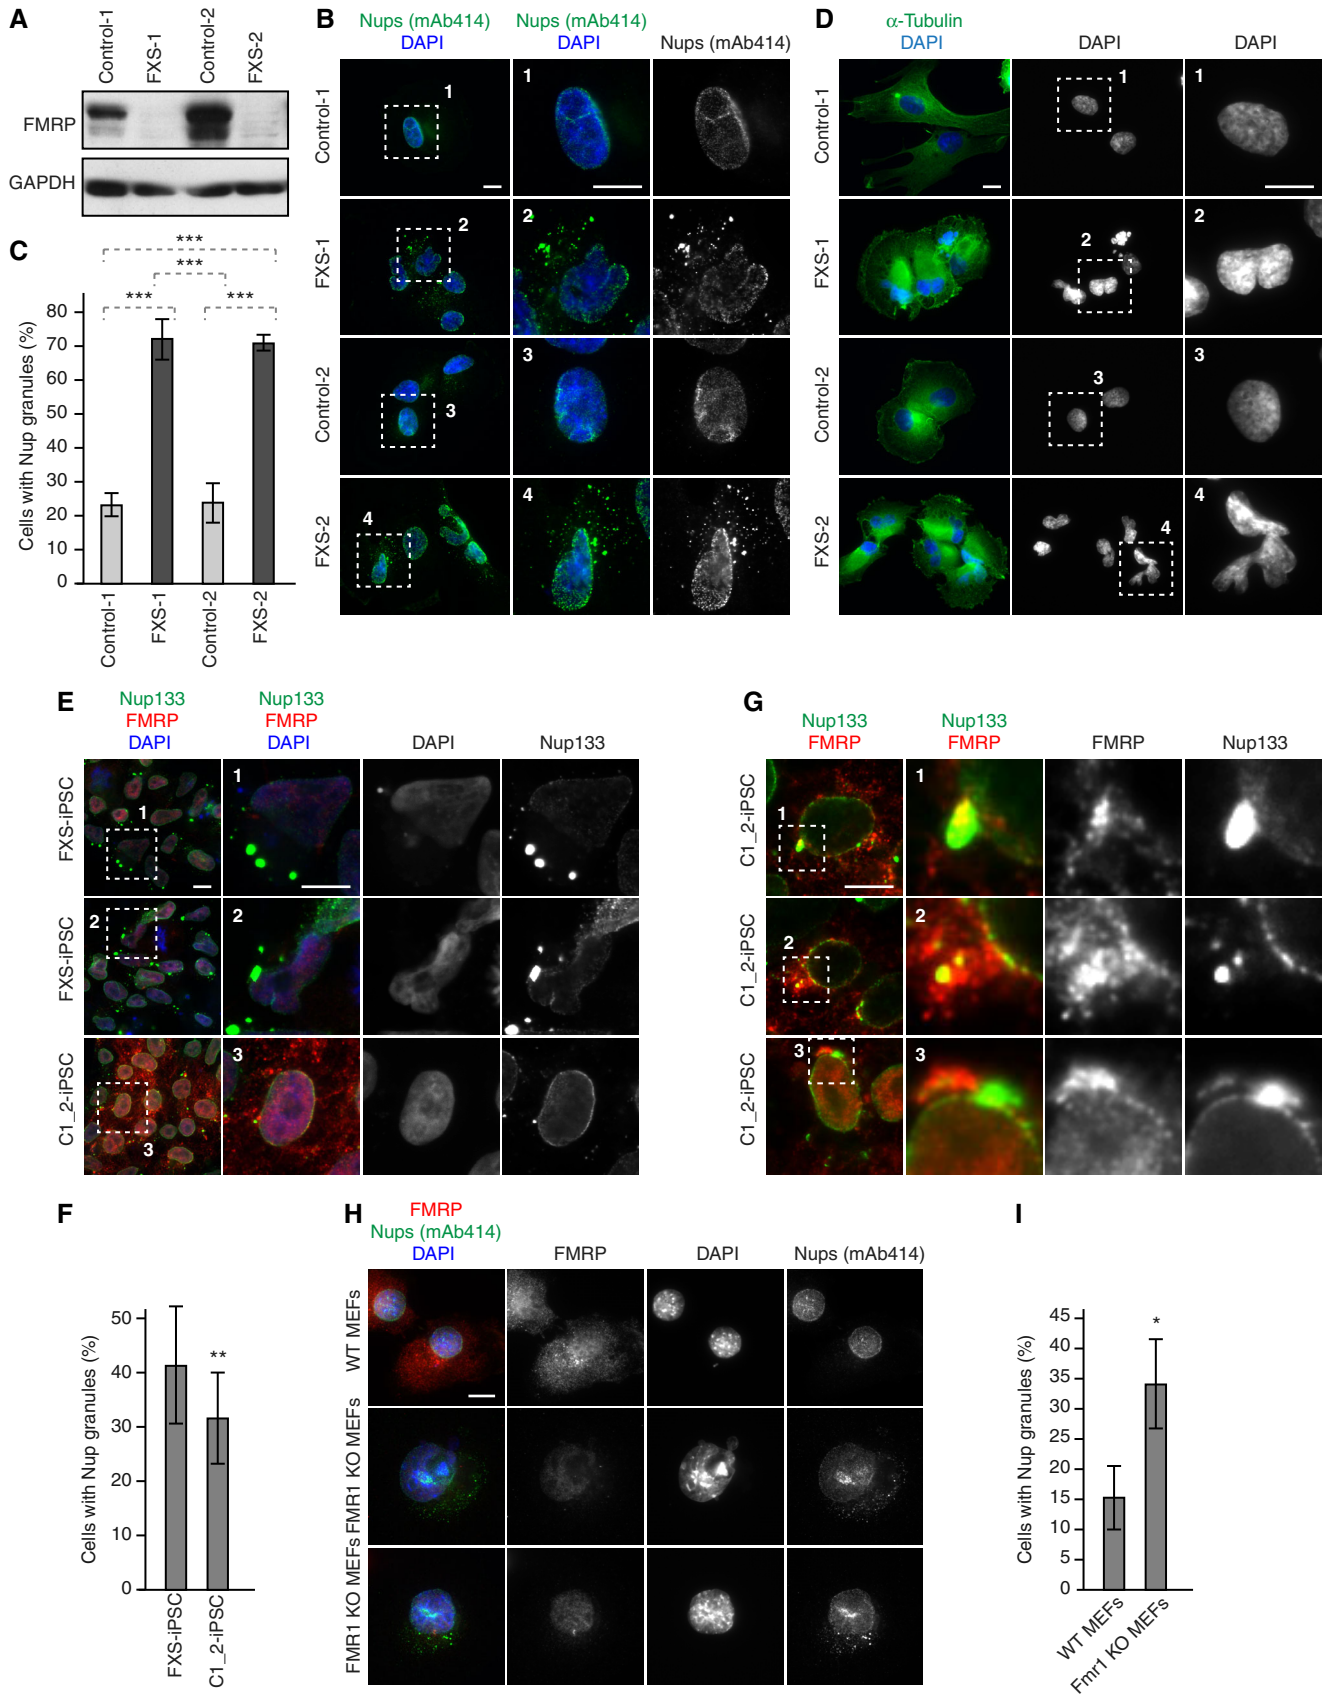 A
Control-1
FXS-1
Control-2
FXS-2
FMRP
GAPDH
B
Nups (mAb414)
DAPI
Nups (mAb414)
DAPI
Nups (mAb414)
Control-1
FXS-1
Control-2
FXS-2
1
1
2
2
3
3
4
4
C
***
***
***
***
Cells with Nup granules (%)
80
70
60
50
40
30
20
10
0
Control-1
FXS-1
Control-2
FXS-2
D
α-Tubulin
DAPI
DAPI
DAPI
Control-1
FXS-1
Control-2
FXS-2
1
1
2
2
3
3
4
4
E
Nup133
FMRP
DAPI
Nup133
FMRP
DAPI
DAPI
Nup133
FXS-iPSC
FXS-iPSC
C1_2-iPSC
1
1
2
2
3
3
G
Nup133
FMRP
Nup133
FMRP
FMRP
Nup133
C1_2-iPSC
C1_2-iPSC
C1_2-iPSC
1
1
2
2
3
3
F
Cells with Nup granules (%)
50
40
30
20
10
0
**
FXS-iPSC
C1_2-iPSC
H
FMRP
Nups (mAb414)
DAPI
FMRP
DAPI
Nups (mAb414)
WT MEFs
FMR1 KO MEFs
FMR1 KO MEFs
I
Cells with Nup granules (%)
45
40
35
30
25
20
15
10
5
0
*
WT MEFs
Fmr1 KO MEFs